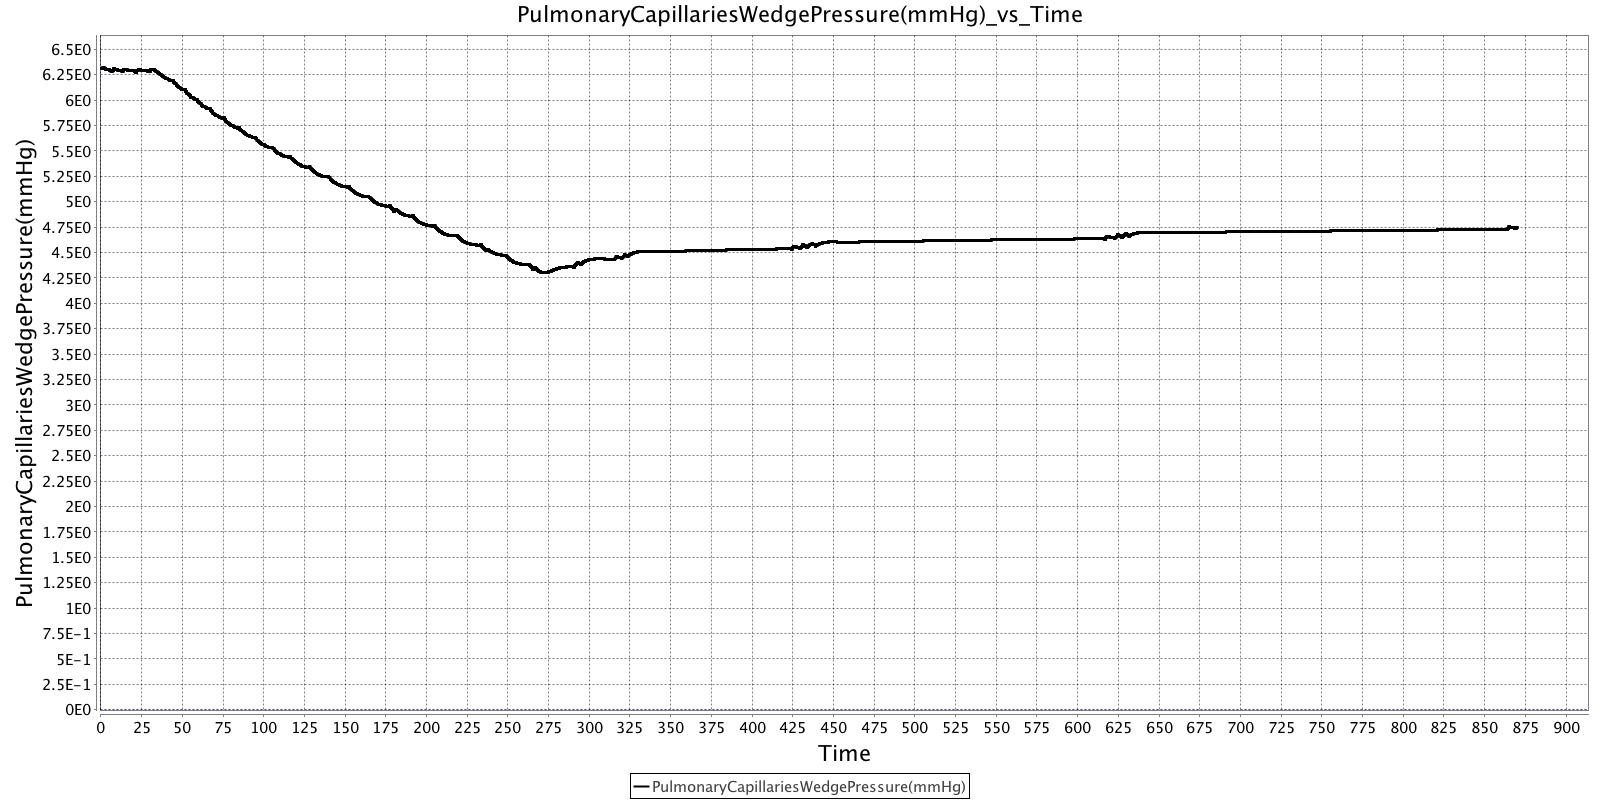 PulmonaryCapillariesWedgePressure(mmHg)_vs_Time
PulmonaryCapillariesWedgePressure(mmHg)
6.5E0
6.25E0
6E0
5.75E0
5.5E0
5.25E0
5E0
4.75E0
4.5E0
4.25E0
4E0
3.75E0
3.5E0
3.25E0
3E0
2.75E0
2.5E0
2.25E0
2E0
1.75E0
1.5E0
1.25E0
1E0
7.5E-1
5E-1
2.5E-1
0E0
0 25 50 75 100 125 150 175 200 225 250 275 300 325 350 375 400 425 450 475 500 525 550 575 600 625 650 675 700 725 750 775 800 825 850 875 900
Time
PulmonaryCapillariesWedgePressure(mmHg)